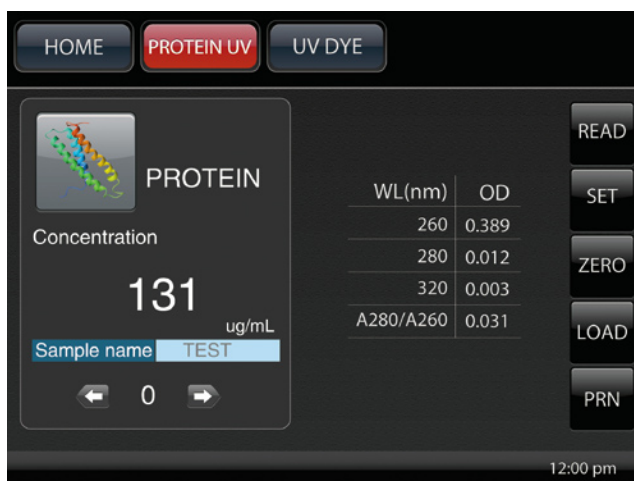 HOME
PROTEIN UV
UV DYE
PROTEIN
Concentration
131
ug/mL
Sample name TEST
0
WL(nm) OD
260 0.389
280 0.012
320 0.003
A280/A260 0.031
READ
SET
ZERO
LOAD
PRN
12:00 pm